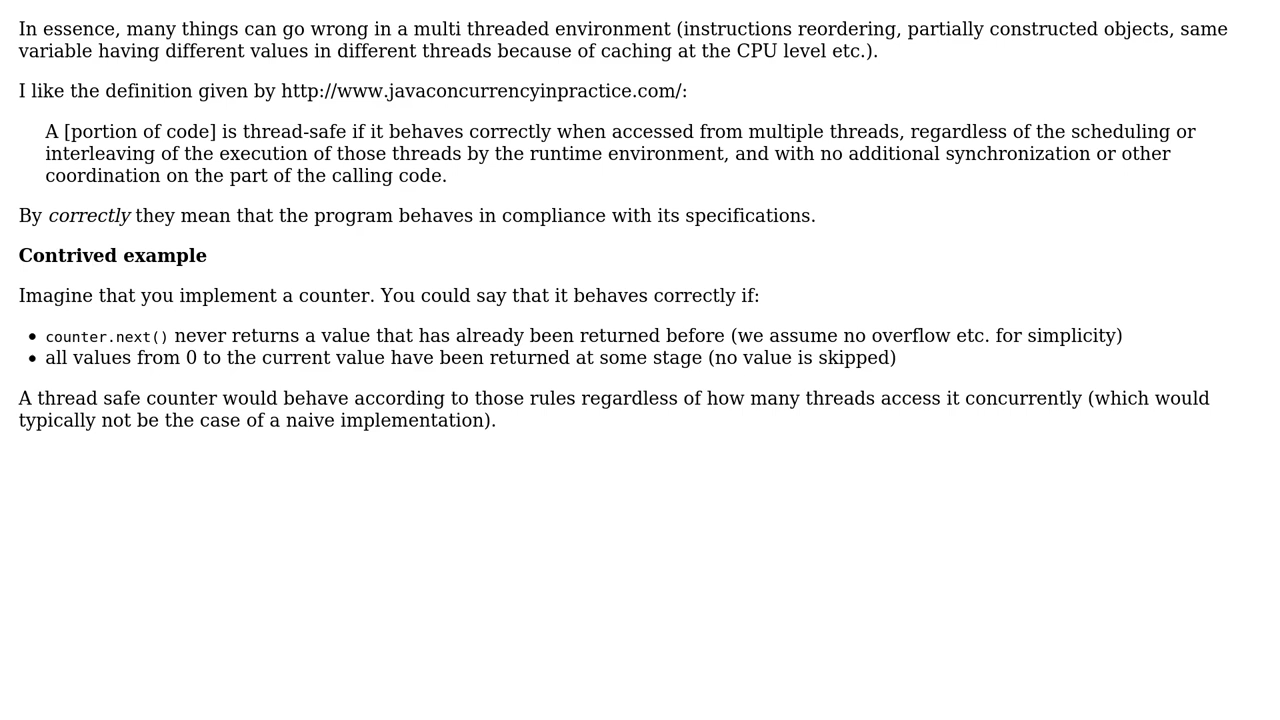 In essence, many things can go wrong in a multi threaded environment (instructions reordering, partially constructed objects, same
variable having different values in different threads because of caching at the CPU level etc.).
I like the definition given by http://www.javaconcurrencyinpractice.com/:
A [portion of code] is thread-safe if it behaves correctly when accessed from multiple threads, regardless of the scheduling or
interleaving of the execution of those threads by the runtime environment, and with no additional synchronization or other
coordination on the part of the calling code.
By correctly they mean that the program behaves in compliance with its specifications.
Contrived example
Imagine that you implement a counter. You could say that it behaves correctly if:
• counter.next() never returns a value that has already been returned before (we assume no overflow etc. for simplicity)
• all values from 0 to the current value have been returned at some stage (no value is skipped)
A thread safe counter would behave according to those rules regardless of how many threads access it concurrently (which would
typically not be the case of a naive implementation).